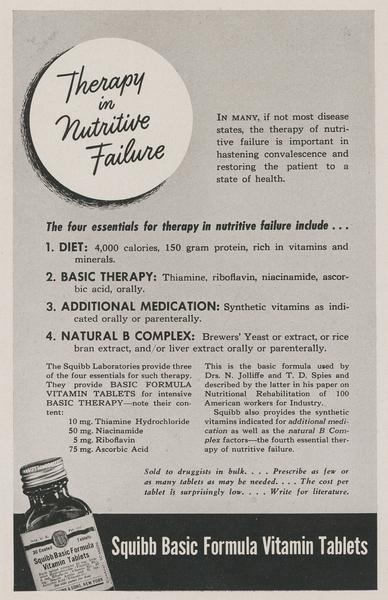 Therapy
in
Nutritive
Failure
IN MANY, if not most disease
states, the therapy of nutri-
tive failure is important in
hastening convalescence and
restoring the patient to a
state of health.
The four essentials for therapy in nutritive failure include . . .
1. DIET: 4,000 calories, 150 gram protein, rich in vitamins and
minerals.
2. BASIC THERAPY: Thiamine, riboflavin, niacinamide, ascor-
bic acid, orally.
3. ADDITIONAL MEDICATION: Synthetic vitamins as indi-
cated orally or parenterally.
4. NATURAL B COMPLEX: Brewers' Yeast or extract, or rice
bran extract, and/or liver extract orally or parenterally.
The Squibb Laboratories provide three
of the four essentials for such therapy.
They provide BASIC FORMULA
VITAMIN TABLETS for intensive
BASIC THERAPY—note their con-
tent:
10 mg. Thiamine Hydrochloride
50 mg. Niacinamide
5 mg. Riboflavin
75 mg. Ascorbic Acid
This is the basic formula used by
Drs. N. Jolliffe and T. D. Spies and
described by the latter in his paper on
Nutritional Rehabilitation of 100
American workers for Industry.
Squibb also provides the synthetic
vitamins indicated for additional medi-
cation as well as the natural B Com-
plex factors—the fourth essential ther-
apy of nutritive failure.
Sold to druggists in bulk. . . . Prescribe as few or
as many tablets as may be needed. . . . The cost per
tablet is surprisingly low. . . . Write for literature.
30 Coated Tablets
Squibb Basic Formula
Vitamin Tablets
& SONS, NEW YORK
Squibb Basic Formula Vitamin Tablets